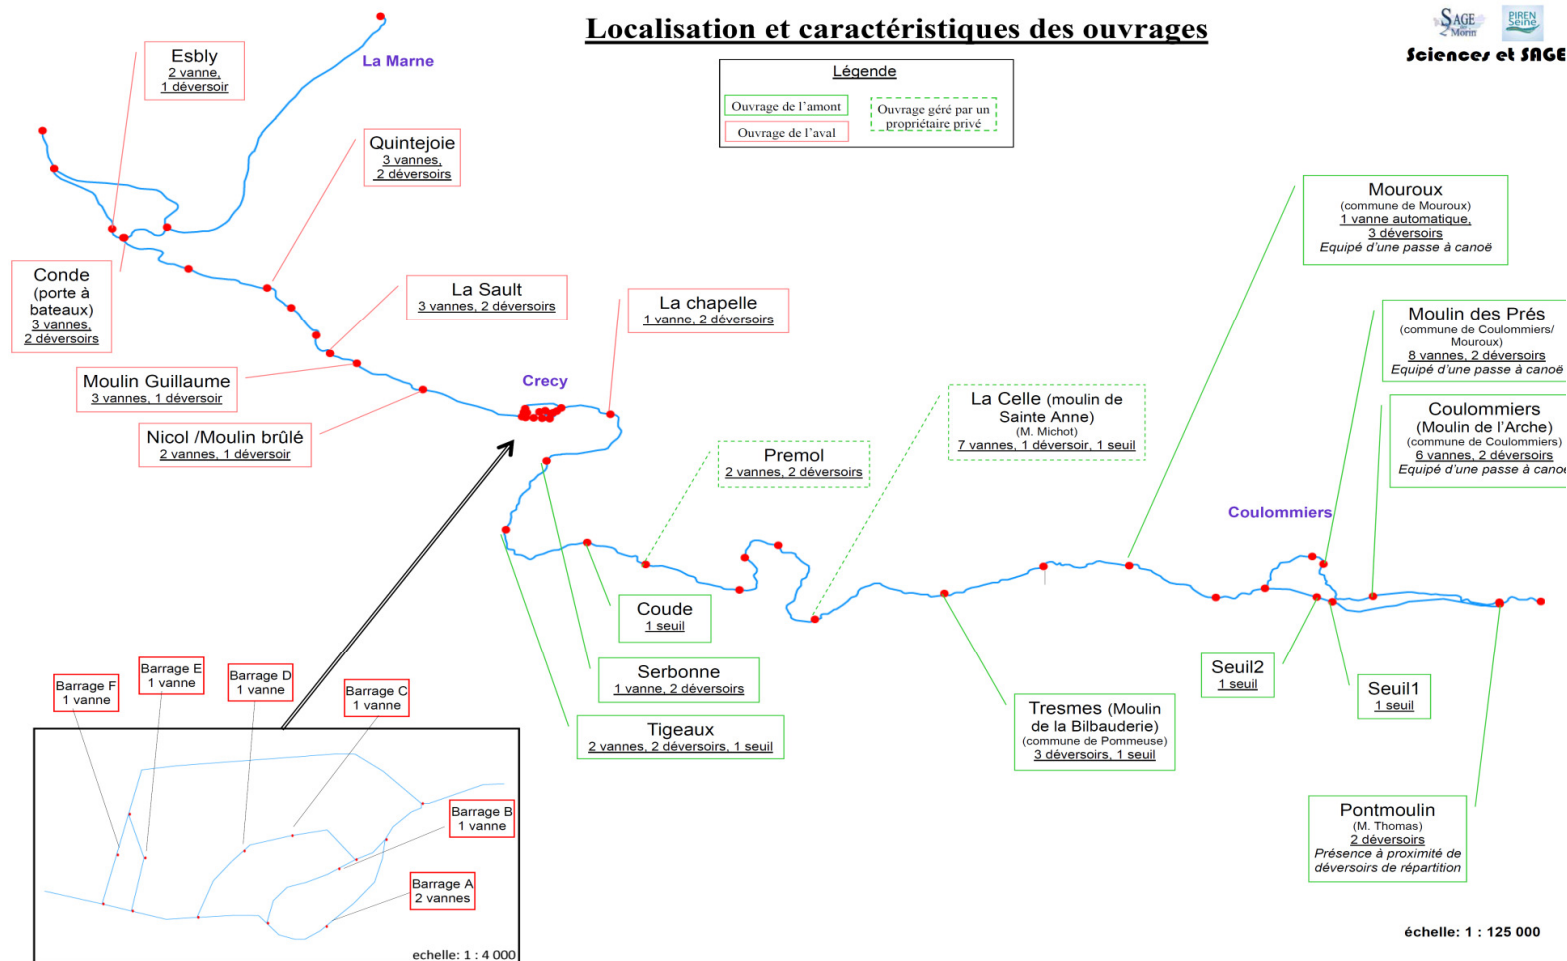 Localisation et caractéristiques des ouvrages
SAGE
Morin
PIREN
Seine
Sciences et SAGE
Légende
Ouvrage de l'amont
Ouvrage de l'aval
Ouvrage géré par un
propriétaire privé
La Marne
Esbly
2 vanne,
1 déversoir
Quintejoie
3 vannes,
2 déversoirs
Conde
(porte à
bateaux)
3 vannes,
2 déversoirs
La Sault
3 vannes, 2 déversoirs
La chapelle
1 vanne, 2 déversoirs
Moulin Guillaume
3 vannes, 1 déversoir
Nicol /Moulin brûlé
2 vannes, 1 déversoir
Crecy
Mouroux
(commune de Mouroux)
1 vanne automatique,
3 déversoirs
Equipé d'une passe à canoë
Moulin des Prés
(commune de Coulommiers/
Mouroux)
8 vannes, 2 déversoirs
Equipé d'une passe à canoë
Coulommiers
(Moulin de l'Arche)
(commune de Coulommiers)
6 vannes, 2 déversoirs
Equipé d'une passe à canoë
La Celle (moulin de
Sainte Anne)
(M. Michot)
7 vannes, 1 déversoir, 1 seuil
Premol
2 vannes, 2 déversoirs
Coulommiers
Coude
1 seuil
Serbonne
1 vanne, 2 déversoirs
Tigeaux
2 vannes, 2 déversoirs, 1 seuil
Tresmes (Moulin
de la Bilbauderie)
(commune de Pommeuse)
3 déversoirs, 1 seuil
Seuil2
1 seuil
Seuil1
1 seuil
Pontmoulin
(M. Thomas)
2 déversoirs
Présence à proximité de
déversoirs de répartition
Barrage F
1 vanne
Barrage E
1 vanne
Barrage D
1 vanne
Barrage C
1 vanne
Barrage B
1 vanne
Barrage A
2 vannes
echelle: 1 : 4 000
échelle: 1 : 125 000